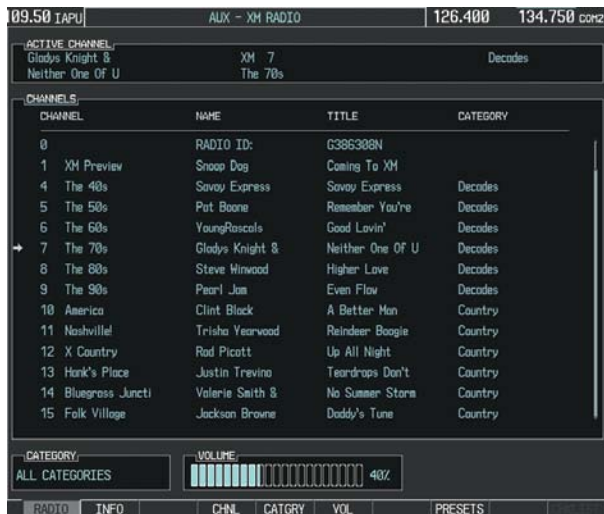 109.50 IAPU AUX - XM RADIO 126.400 134.750 COM2
ACTIVE CHANNEL
Gladys Knight & XM 7 Decades
Neither One Of U The 70s
CHANNELS
CHANNEL NAME TITLE CATEGORY
0 RADIO ID: G386308N
1 XM Preview Snoop Dog Coming To XM
4 The 40s Savoy Express Savoy Express Decades
5 The 50s Pat Boone Remember You're Decades
6 The 60s YoungRascals Good Lovin' Decades
7 The 70s Gladys Knight & Neither One Of U Decades
8 The 80s Steve Winwood Higher Love Decades
9 The 90s Pearl Jam Even Flow Decades
10 America Clint Black A Better Man Country
11 Nashville! Trisha Yearwood Reindeer Boogie Country
12 X Country Rod Picott Up All Night Country
13 Hank's Place Justin Trevino Teardrops Don't Country
14 Bluegrass Juncti Valerie Smith & No Summer Storm Country
15 Folk Village Jackson Browne Daddy's Tune Country
CATEGORY
ALL CATEGORIES
VOLUME
40%
RADIO INFO CHNL CATGRY VOL PRESETS